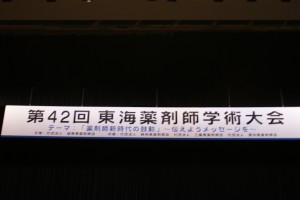 第42回 東海薬剤師学術大会
テーマ：「薬剤師新時代の鼓動」～伝えようメッセージを～